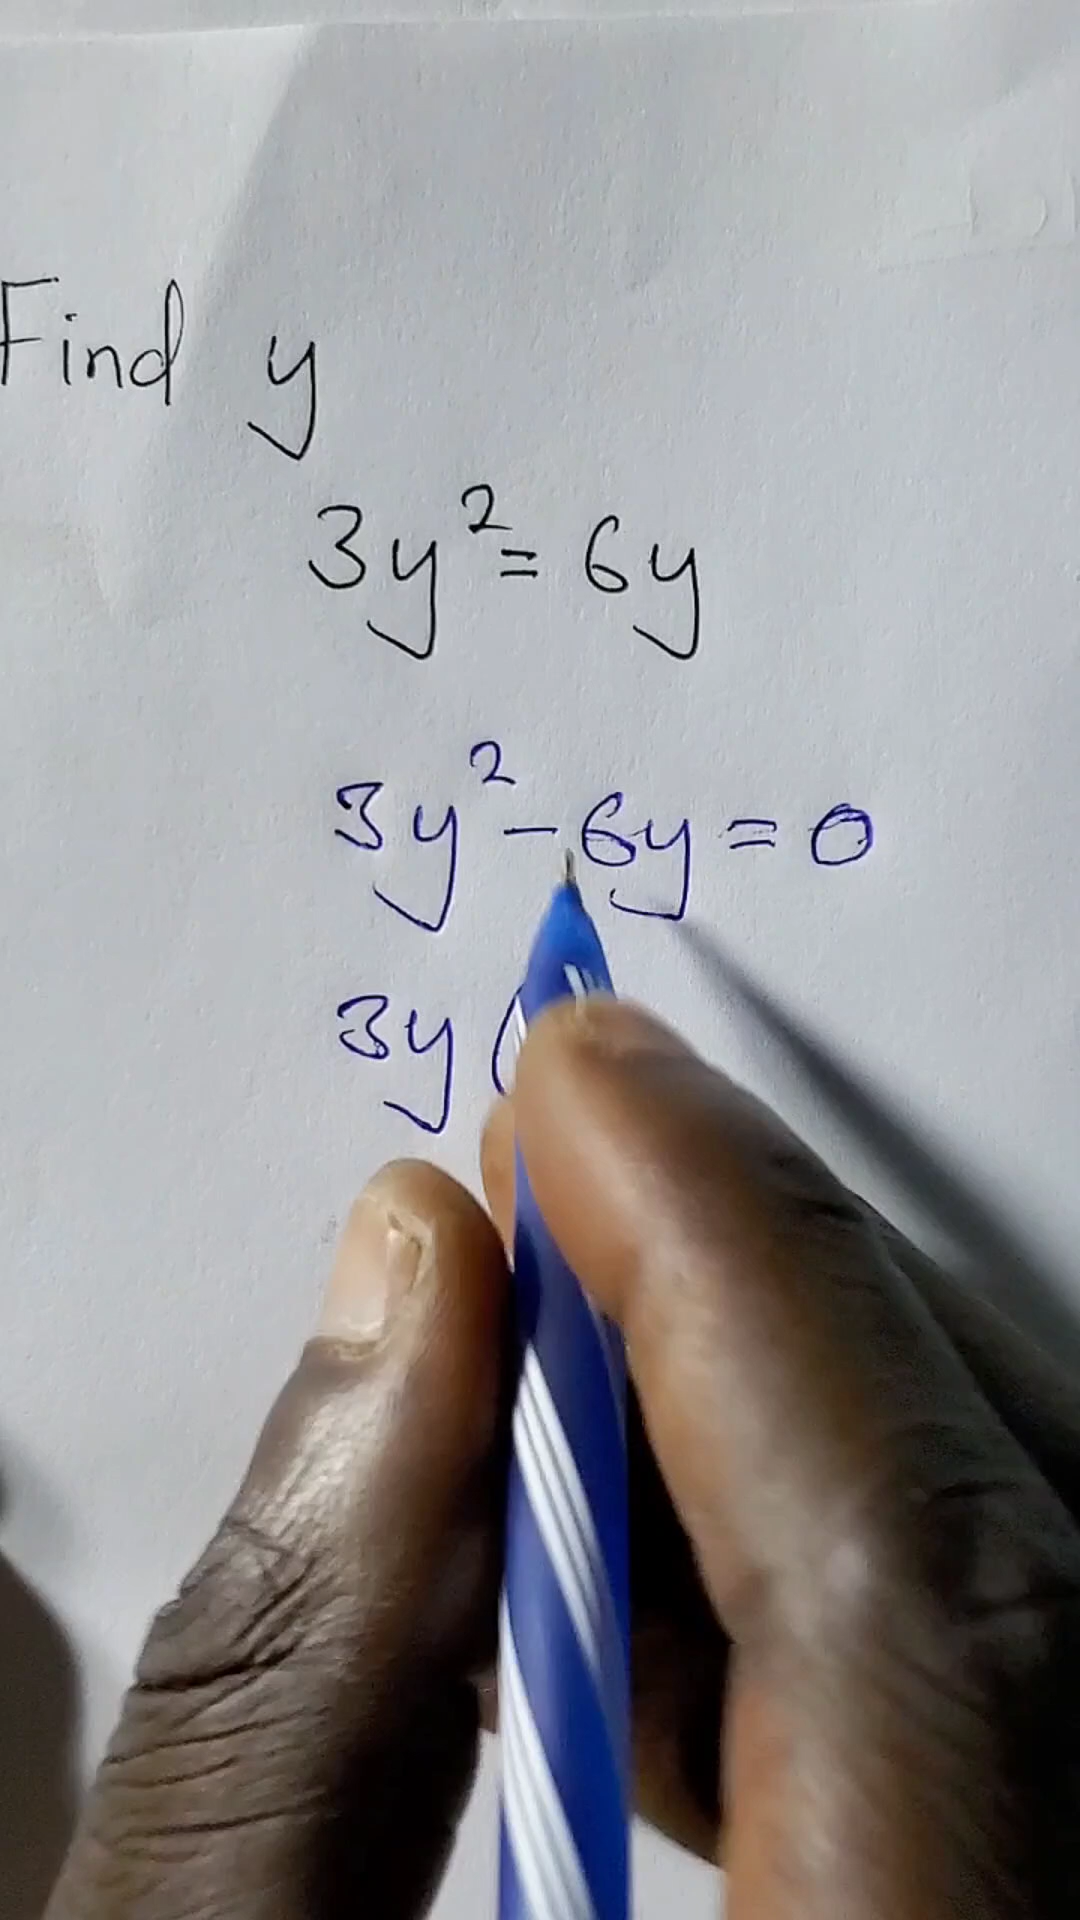 Find y
3y² = 6y
3y² - 6y = 0
3y (